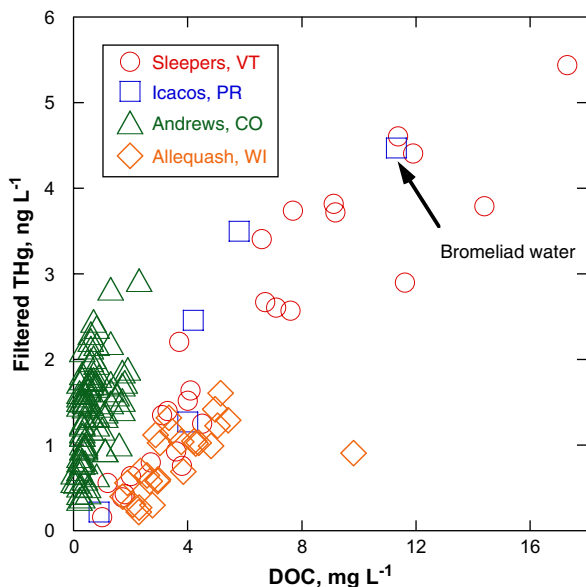 6
5
4
3
2
1
0
Filtered THg, ng L⁻¹
Sleepers, VT
Icacos, PR
Andrews, CO
Allequash, WI
Bromeliad water
0 4 8 12 16
DOC, mg L⁻¹